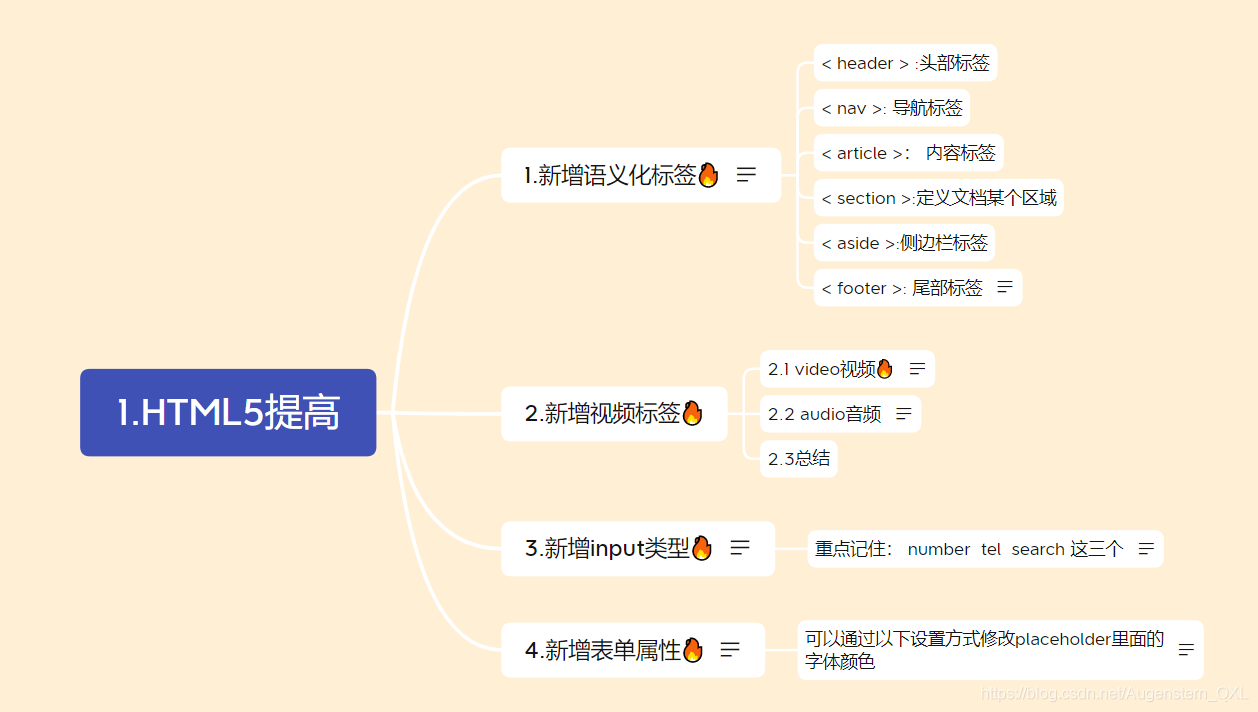 1.HTML5提高
1.新增语义化标签🔥
< header > :头部标签
< nav >: 导航标签
< article >： 内容标签
< section >:定义文档某个区域
< aside >:侧边栏标签
< footer >: 尾部标签
2.新增视频标签🔥
2.1 video视频🔥
2.2 audio音频
2.3总结
3.新增input类型🔥
重点记住： number tel search 这三个
4.新增表单属性🔥
可以通过以下设置方式修改placeholder里面的
字体颜色
https://blog.csdn.net/Augenstern_QXL